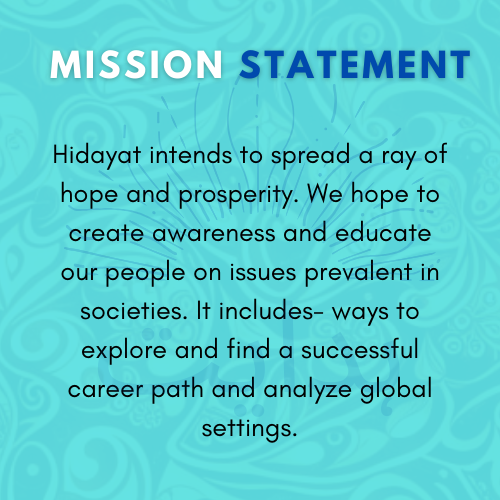 MISSION STATEMENT
Hidayat intends to spread a ray of
hope and prosperity. We hope to
create awareness and educate
our people on issues prevalent in
societies. It includes- ways to
explore and find a successful
career path and analyze global
settings.